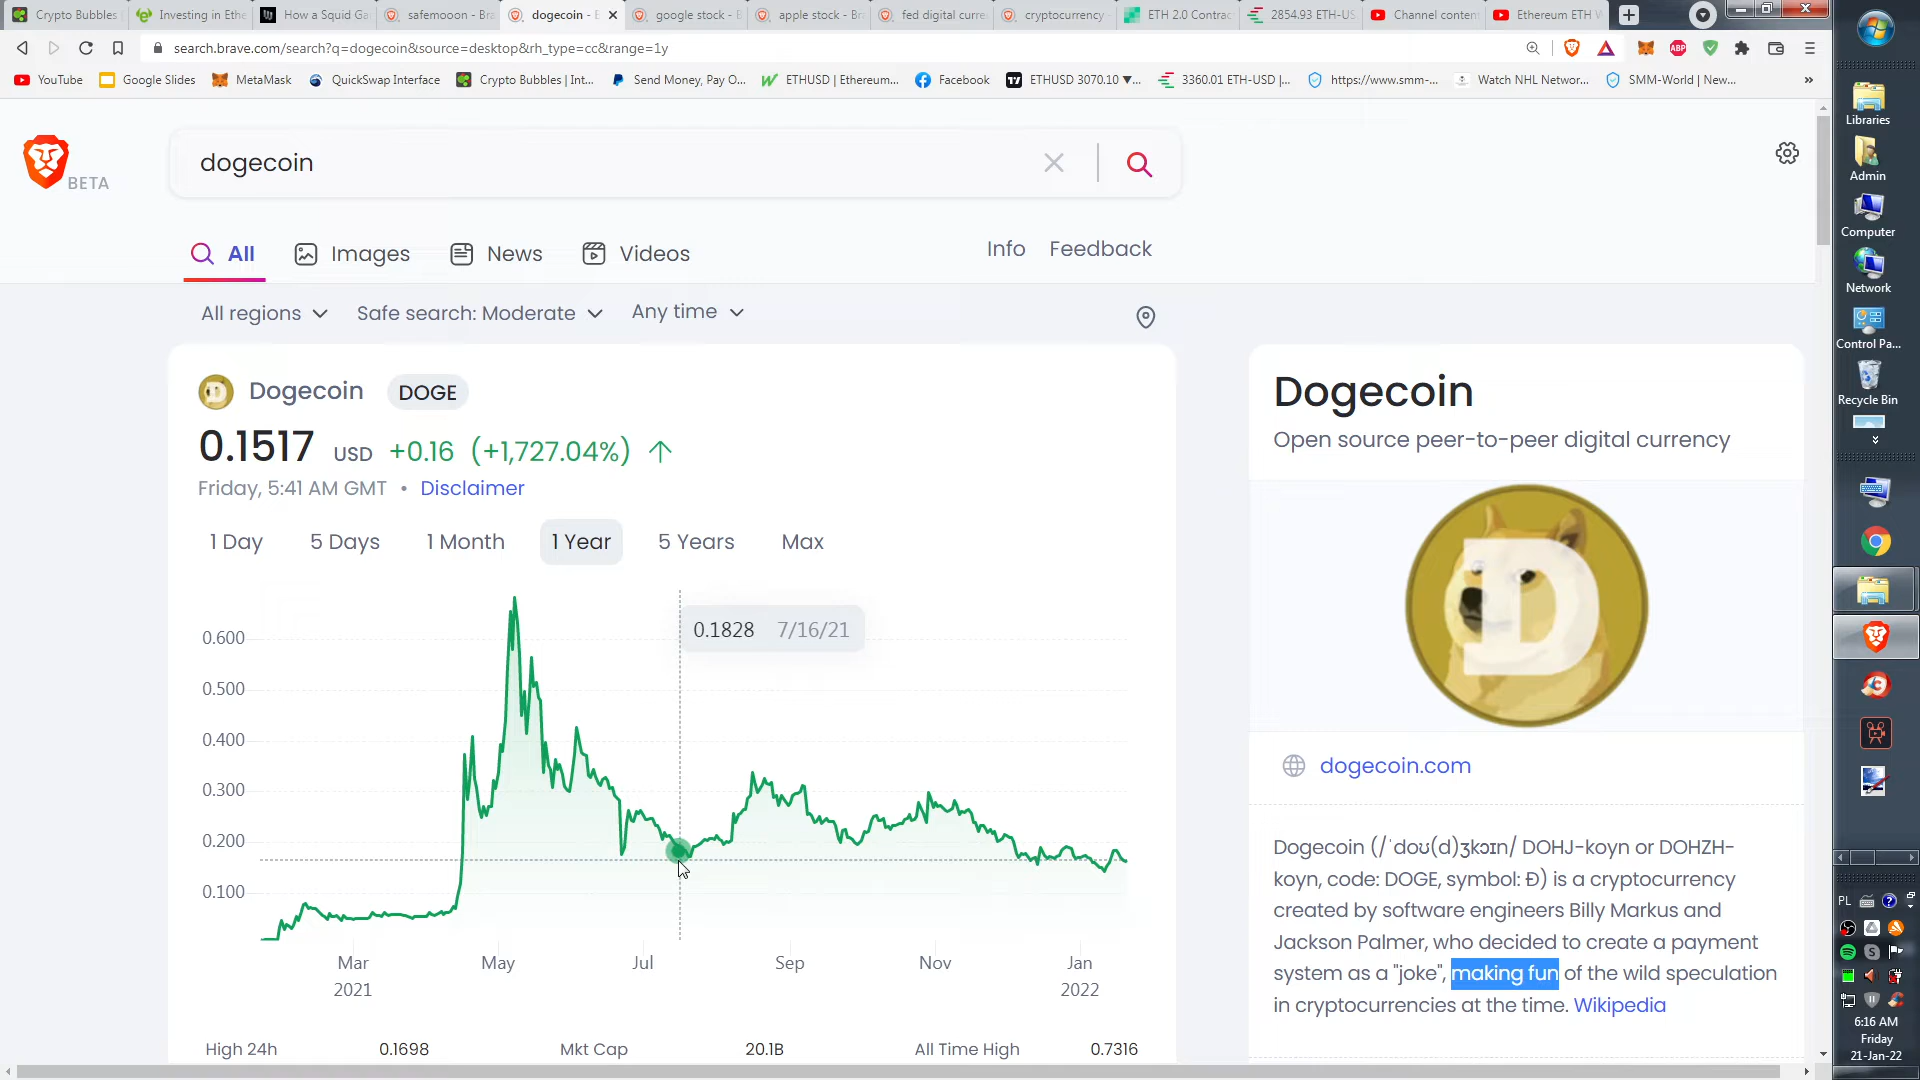 Crypto Bubbles
Investing in Ethe
How a Squid Ga
safemooon - Bra
dogecoin - B
google stock - B
apple stock - Bra
fed digital curre
cryptocurrency -
ETH 2.0 Contrac
2854.93 ETH-US
Channel content
Ethereum ETH W
search.brave.com/search?q=dogecoin&source=desktop&rh_type=cc&range=1y
ABP
YouTube
Google Slides
MetaMask
QuickSwap Interface
Crypto Bubbles | Int...
Send Money, Pay O...
ETHUSD | Ethereum...
Facebook
ETHUSD 3070.10 ▼...
3360.01 ETH-USD |...
https://www.smm-...
Watch NHL Networ...
SMM-World | New...
»
BETA
dogecoin
All
Images
News
Videos
Info
Feedback
All regions
Safe search: Moderate
Any time
Dogecoin
DOGE
0.1517 USD +0.16 (+1,727.04%)
Friday, 5:41 AM GMT • Disclaimer
1 Day
5 Days
1 Month
1 Year
5 Years
Max
0.1828 7/16/21
0.600
0.500
0.400
0.300
0.200
0.100
Mar
2021
May
Jul
Sep
Nov
Jan
2022
High 24h 0.1698
Mkt Cap 20.1B
All Time High 0.7316
Dogecoin
Open source peer-to-peer digital currency
D
dogecoin.com
Dogecoin (/ˈdoʊ(d)ʒkɔɪn/ DOHJ-koyn or DOHZH-
koyn, code: DOGE, symbol: Ð) is a cryptocurrency
created by software engineers Billy Markus and
Jackson Palmer, who decided to create a payment
system as a "joke", making fun of the wild speculation
in cryptocurrencies at the time. Wikipedia
Libraries
Admin
Computer
Network
Control Pa...
Recycle Bin
PL
6:16 AM
Friday
21-Jan-22